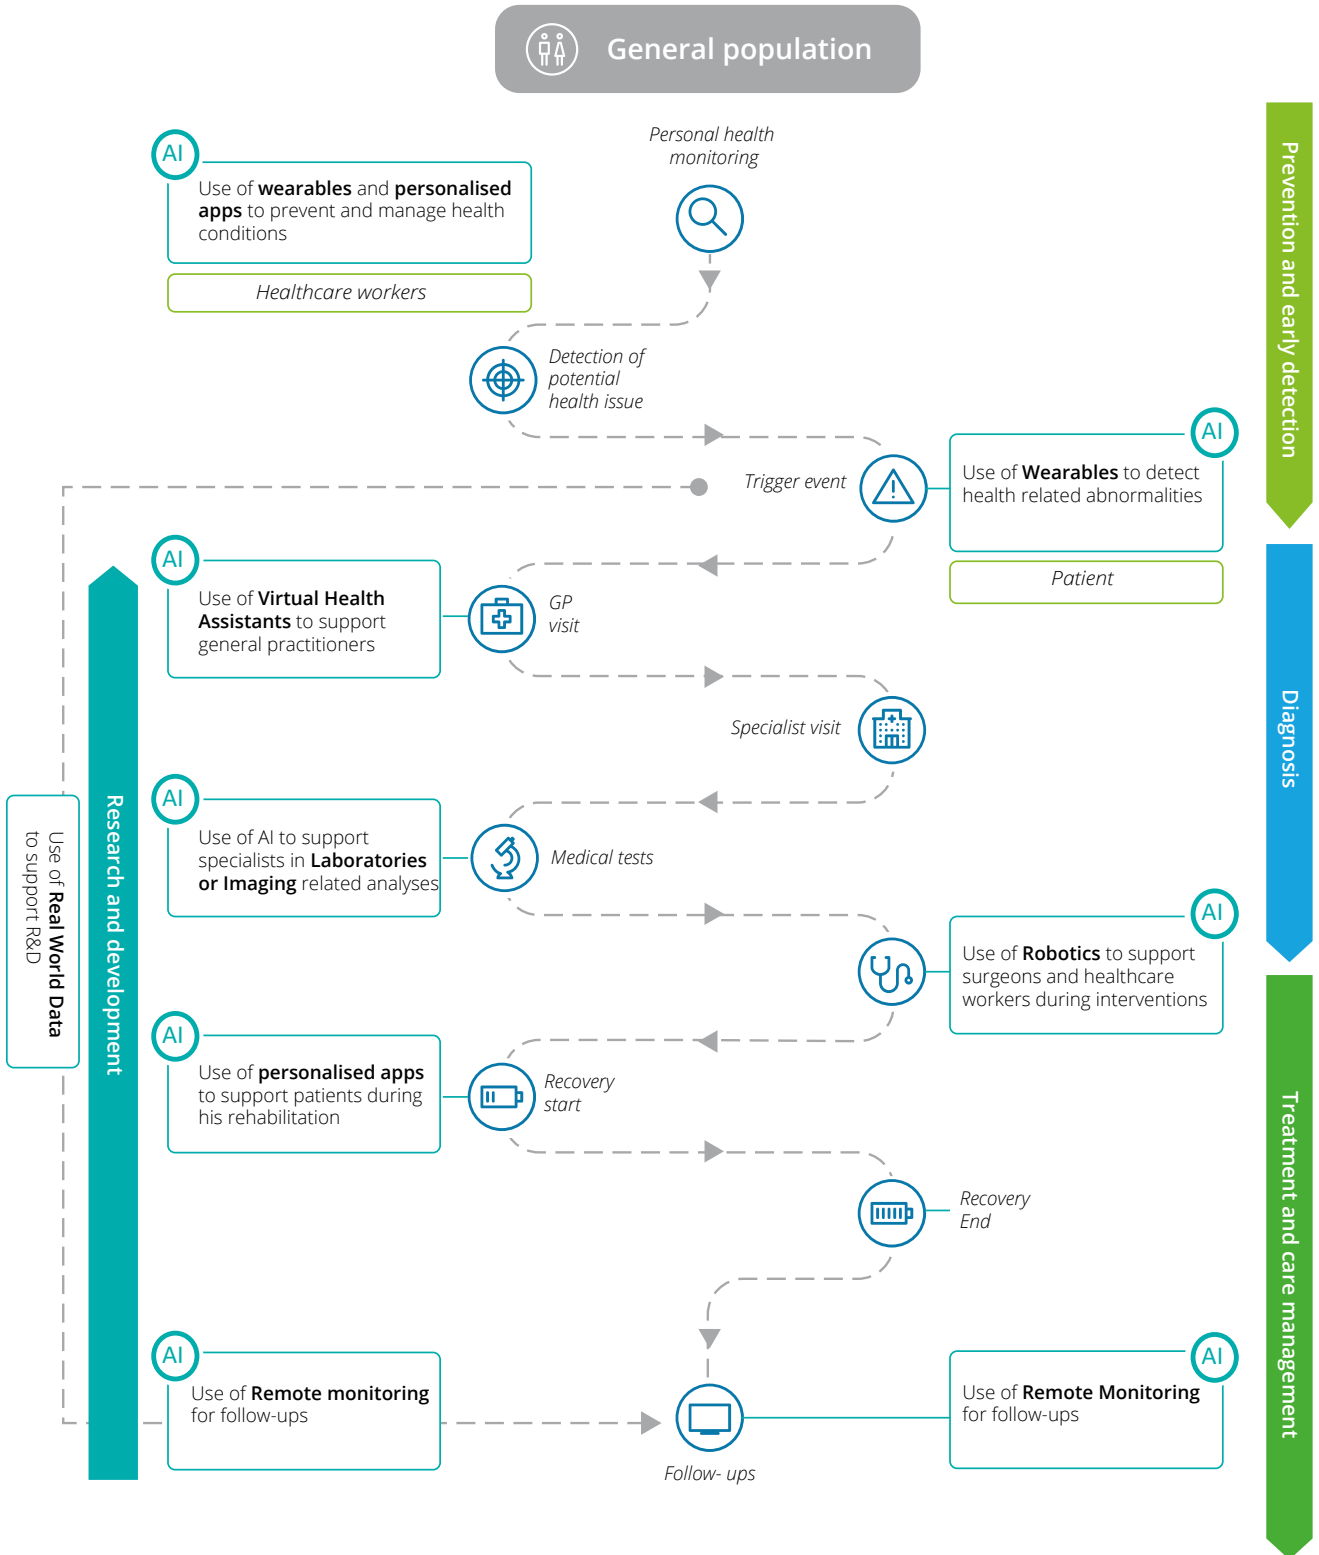 General population
Personal health
monitoring
AI
Use of wearables and personalised
apps to prevent and manage health
conditions
Healthcare workers
Detection of
potential
health issue
Prevention and early detection
Trigger event
AI
Use of Wearables to detect
health related abnormalities
Patient
AI
Use of Virtual Health
Assistants to support
general practitioners
GP
visit
Specialist visit
Diagnosis
AI
Use of AI to support
specialists in Laboratories
or Imaging related analyses
Medical tests
Use of Real World Data
to support R&D
Research and development
AI
Use of Robotics to support
surgeons and healthcare
workers during interventions
AI
Use of personalised apps
to support patients during
his rehabilitation
Recovery
start
Recovery
End
Treatment and care management
AI
Use of Remote monitoring
for follow-ups
AI
Use of Remote Monitoring
for follow-ups
Follow- ups